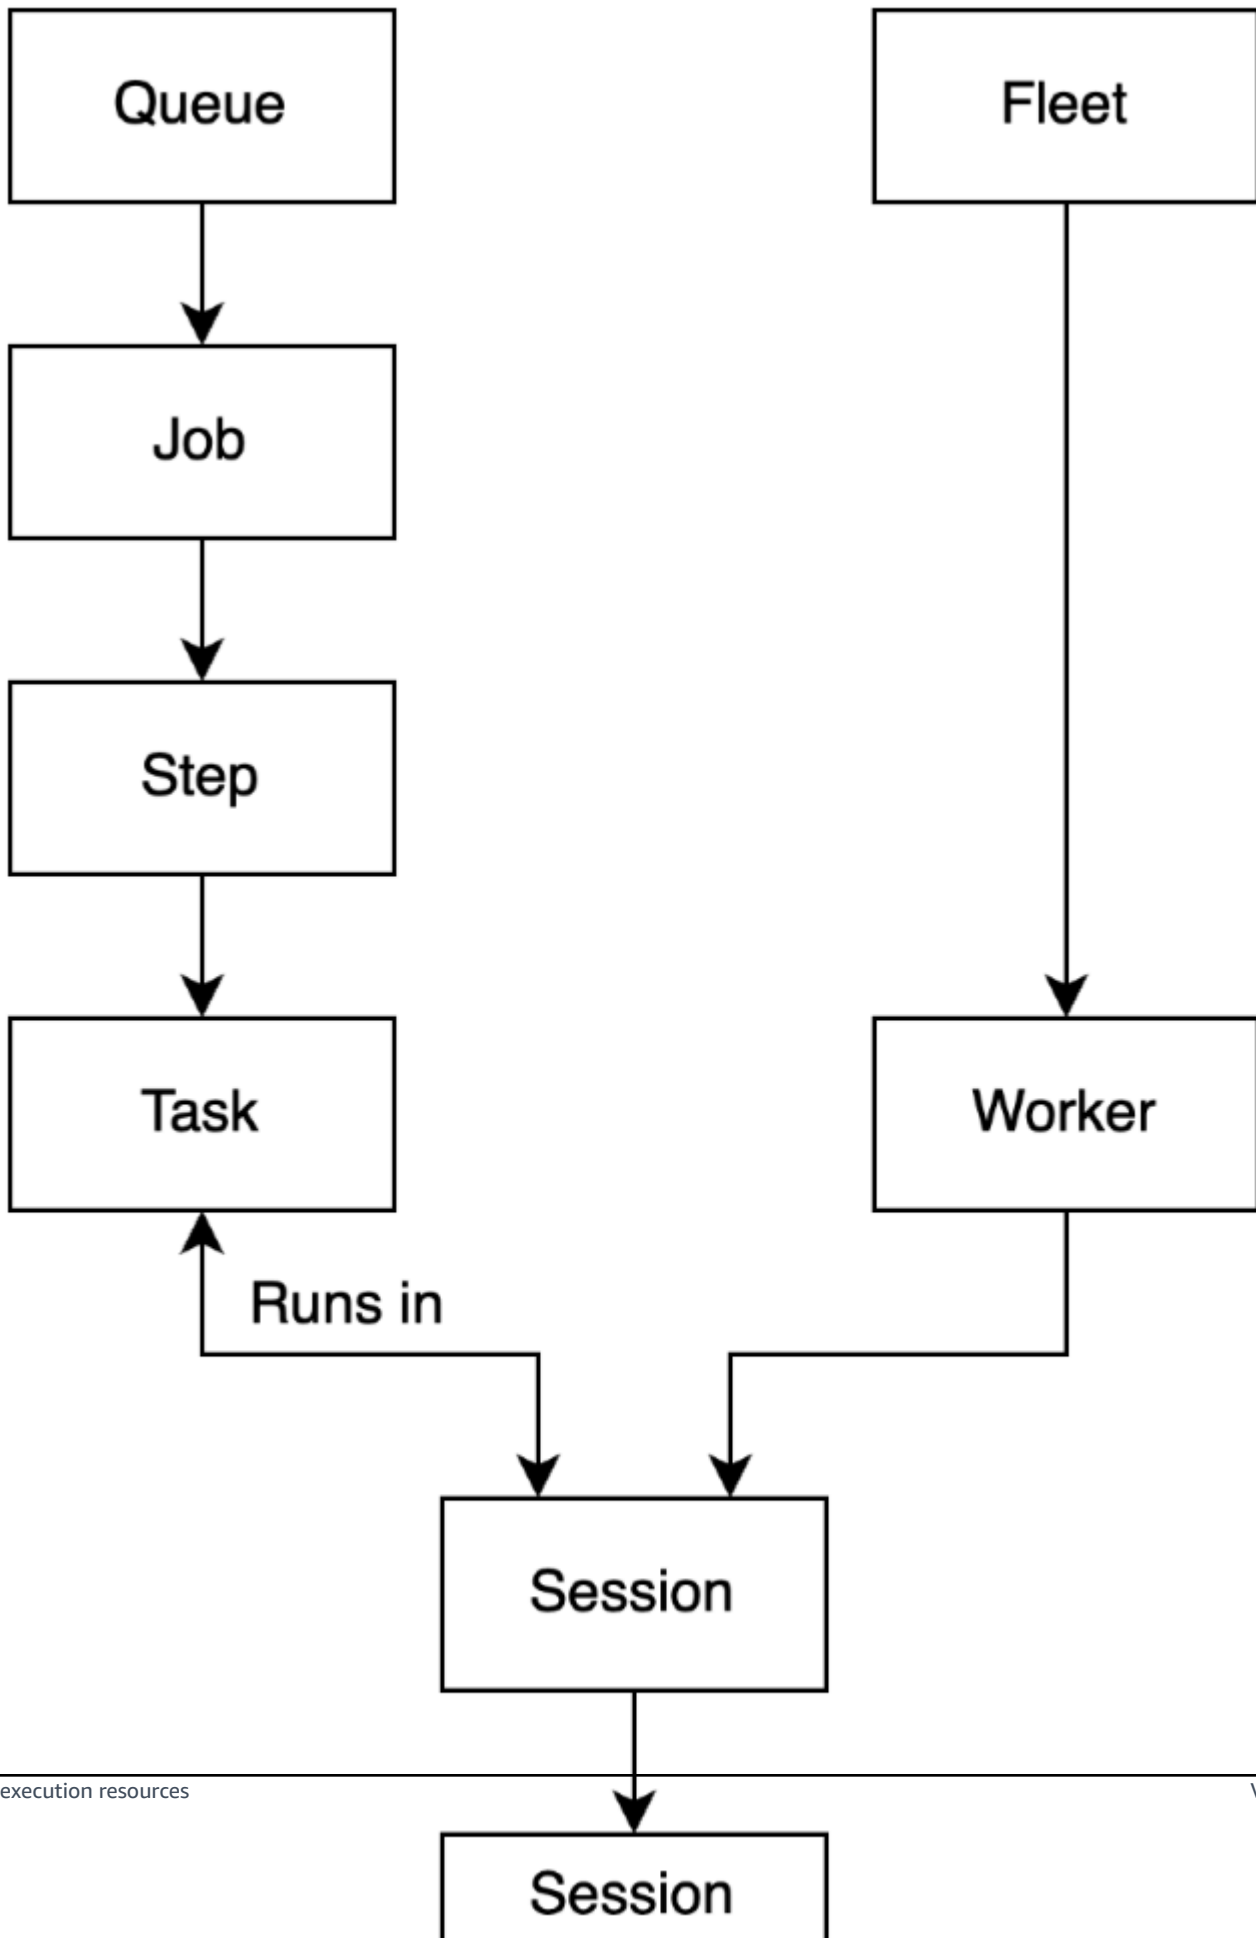 Queue
Fleet
Job
Step
Task
Worker
Runs in
Session
execution resources
Session